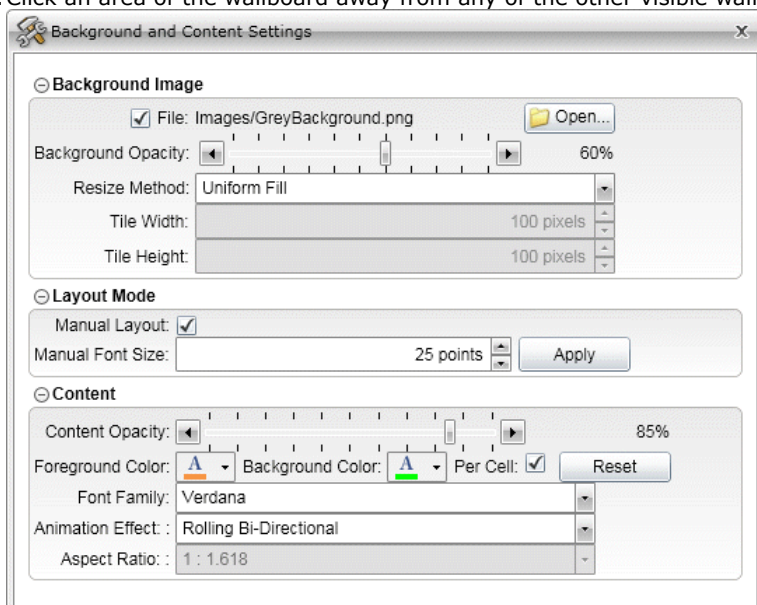 Click an area of the wallboard away from any of the other visible wall
Background and Content Settings x
Background Image
File: Images/GreyBackground.png Open...
Background Opacity: 60%
Resize Method: Uniform Fill
Tile Width: 100 pixels
Tile Height: 100 pixels
Layout Mode
Manual Layout:
Manual Font Size: 25 points Apply
Content
Content Opacity: 85%
Foreground Color: A Background Color: A Per Cell: Reset
Font Family: Verdana
Animation Effect: : Rolling Bi-Directional
Aspect Ratio: : 1 : 1.618